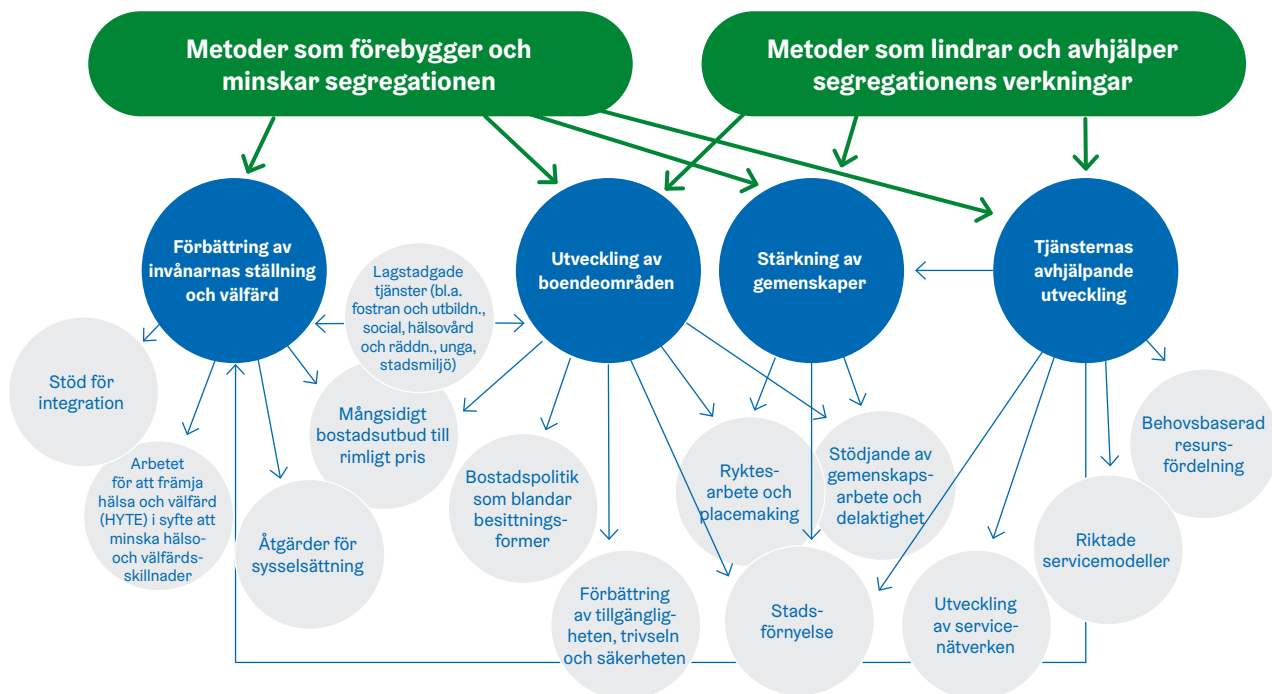 Metoder som förebygger och
minskar segregationen
Metoder som lindrar och avhjälper
segregationens verkningar
Förbättring av
invånarnas ställning
och välfärd
Lagstadgade
tjänster (bl.a.
fostran och utbildn.,
social, hälsovård
och räddn., unga,
stadsmiljö)
Utveckling av
boendeområden
Stärkning av
gemenskaper
Tjänsternas
avhjälpande
utveckling
Stöd för
integration
Arbetet
för att främja
hälsa och välfärd
(HYTE) i syfte att
minska hälso-
och välfärds-
skillnader
Åtgärder för
sysselsättning
Mångsidigt
bostadsutbud till
rimligt pris
Bostadspolitik
som blandar
besittnings-
former
Förbättring
av tillgänglig-
heten, trivseln
och säkerheten
Ryktes-
arbete och
placemaking
Stads-
förnyelse
Stödjande av
gemenskaps-
arbete och
delaktighet
Utveckling
av service-
nätverken
Riktade
servicemodeller
Behovsbaserad
resurs-
fördelning